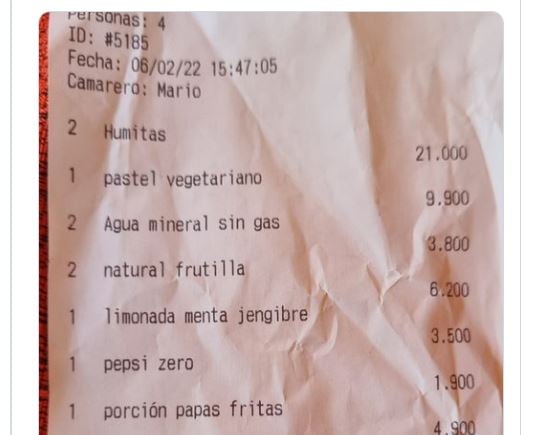 Personas: 4
ID: #5185
Fecha: 06/02/22 15:47:05
Camarero: Mario
2 Humitas
21.000
1 pastel vegetariano
9.900
2 Agua mineral sin gas
3.800
2 natural frutilla
6.200
1 limonada menta jengibre
3.500
1 pepsi zero
1.900
1 porción papas fritas
4.900